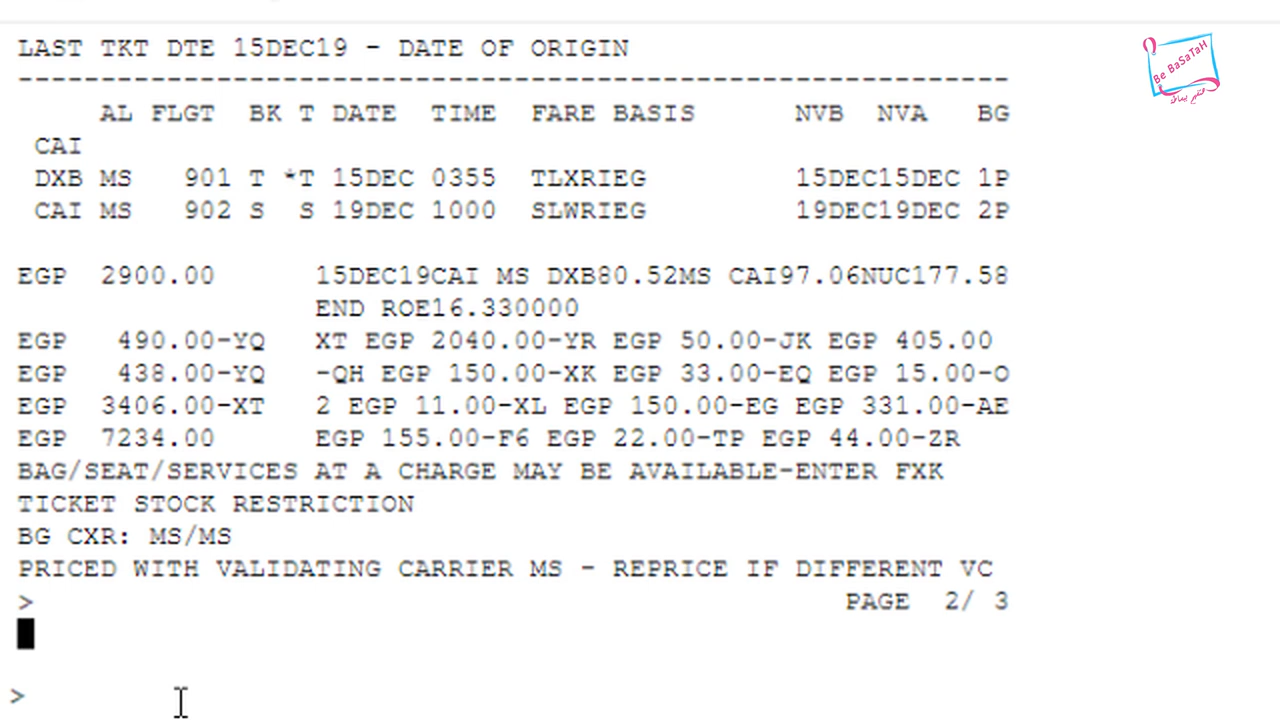 LAST TKT DTE 15DEC19 - DATE OF ORIGIN
------------------------------------------------------------
AL FLGT BK T DATE TIME FARE BASIS NVB NVA BG
CAI
DXB MS 901 T *T 15DEC 0355 TLXRIEG 15DEC15DEC 1P
CAI MS 902 S S 19DEC 1000 SLWRIEG 19DEC19DEC 2P
EGP 2900.00 15DEC19CAI MS DXB80.52MS CAI97.06NUC177.58
END ROE16.330000
EGP 490.00-YQ XT EGP 2040.00-YR EGP 50.00-JK EGP 405.00
EGP 438.00-YQ -QH EGP 150.00-XK EGP 33.00-EQ EGP 15.00-O
EGP 3406.00-XT 2 EGP 11.00-XL EGP 150.00-EG EGP 331.00-AE
EGP 7234.00 EGP 155.00-F6 EGP 22.00-TP EGP 44.00-ZR
BAG/SEAT/SERVICES AT A CHARGE MAY BE AVAILABLE-ENTER FXK
TICKET STOCK RESTRICTION
BG CXR: MS/MS
PRICED WITH VALIDATING CARRIER MS - REPRICE IF DIFFERENT VC
> PAGE 2/ 3
>
Be BaSaTaH